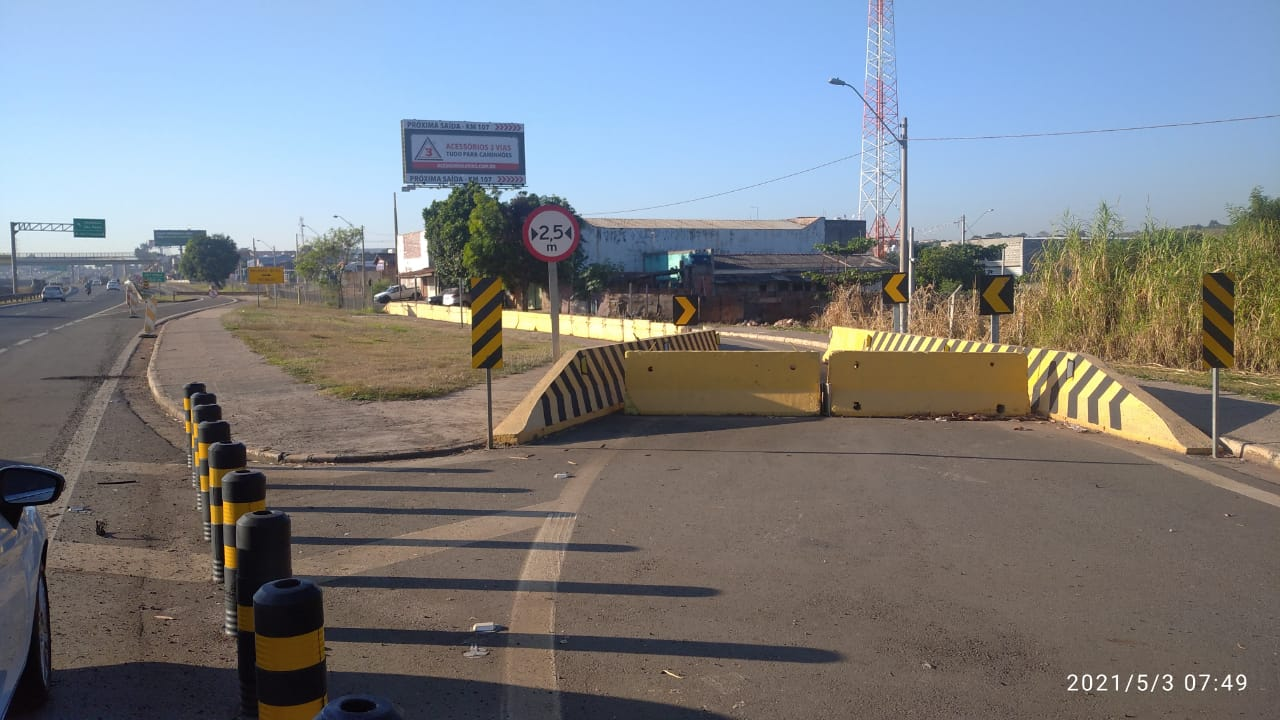 PRÓXIMA SAÍDA - KM 107
3
ACESSÓRIOS 3 VIAS
TUDO PARA CAMINHÕES
PRÓXIMA SAÍDA - KM 107
2,5
m
2021/5/3 07:49